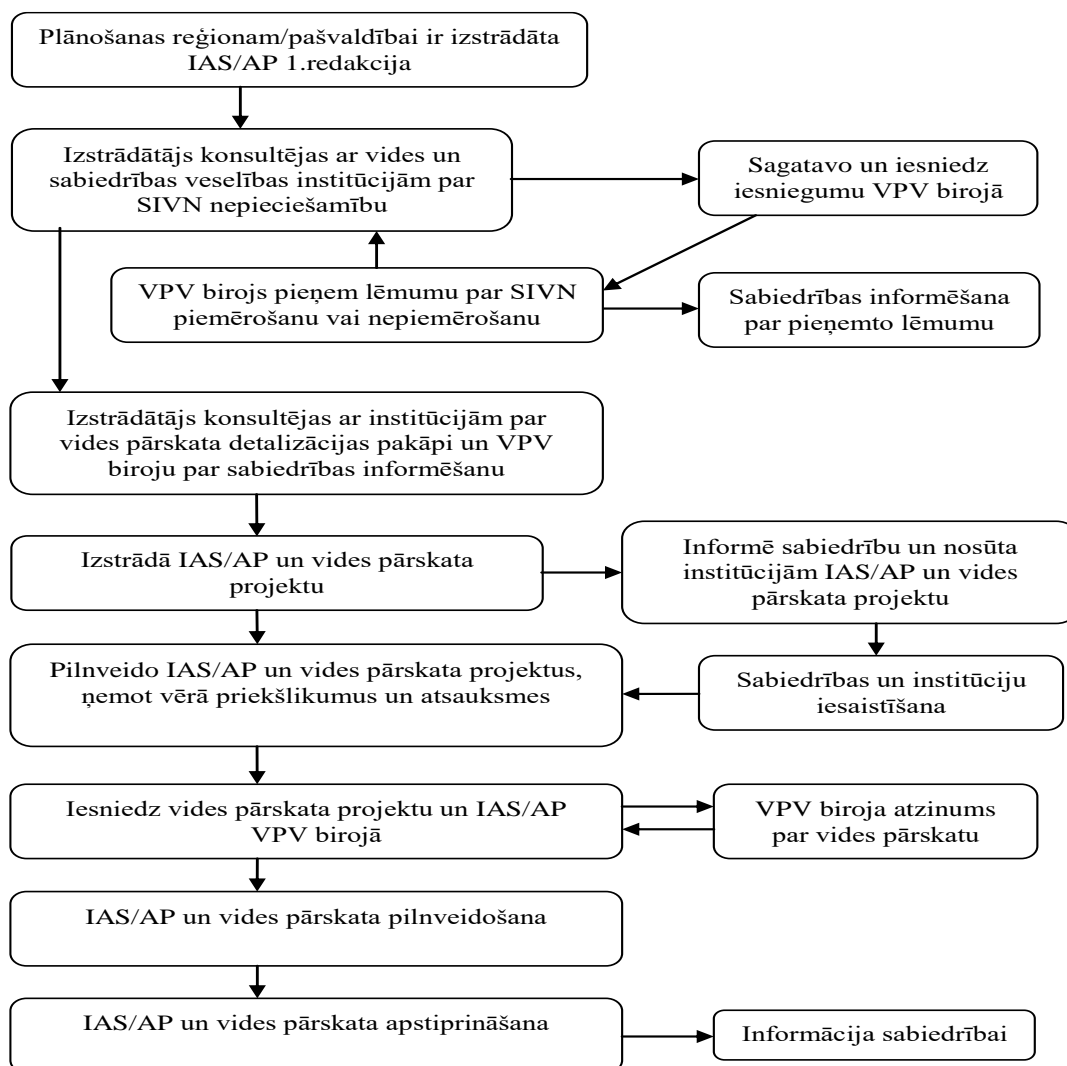 Plānošanas reģionam/pašvaldībai ir izstrādāta
IAS/AP 1.redakcija
Izstrādātājs konsultējas ar vides un
sabiedrības veselības institūcijām par
SIVN nepieciešamību
Sagatavo un iesniedz
iesniegumu VPV birojā
VPV birojs pieņem lēmumu par SIVN
piemērošanu vai nepiemērošanu
Sabiedrības informēšana
par pieņemto lēmumu
Izstrādātājs konsultējas ar institūcijām par
vides pārskata detalizācijas pakāpi un VPV
biroju par sabiedrības informēšanu
Izstrādā IAS/AP un vides pārskata
projektu
Informē sabiedrību un nosūta
institūcijām IAS/AP un vides
pārskata projektu
Pilnveido IAS/AP un vides pārskata projektus,
ņemot vērā priekšlikumus un atsauksmes
Sabiedrības un institūciju
iesaistīšana
Iesniedz vides pārskata projektu un IAS/AP
VPV birojā
VPV biroja atzinums
par vides pārskatu
IAS/AP un vides pārskata pilnveidošana
IAS/AP un vides pārskata apstiprināšana
Informācija sabiedrībai